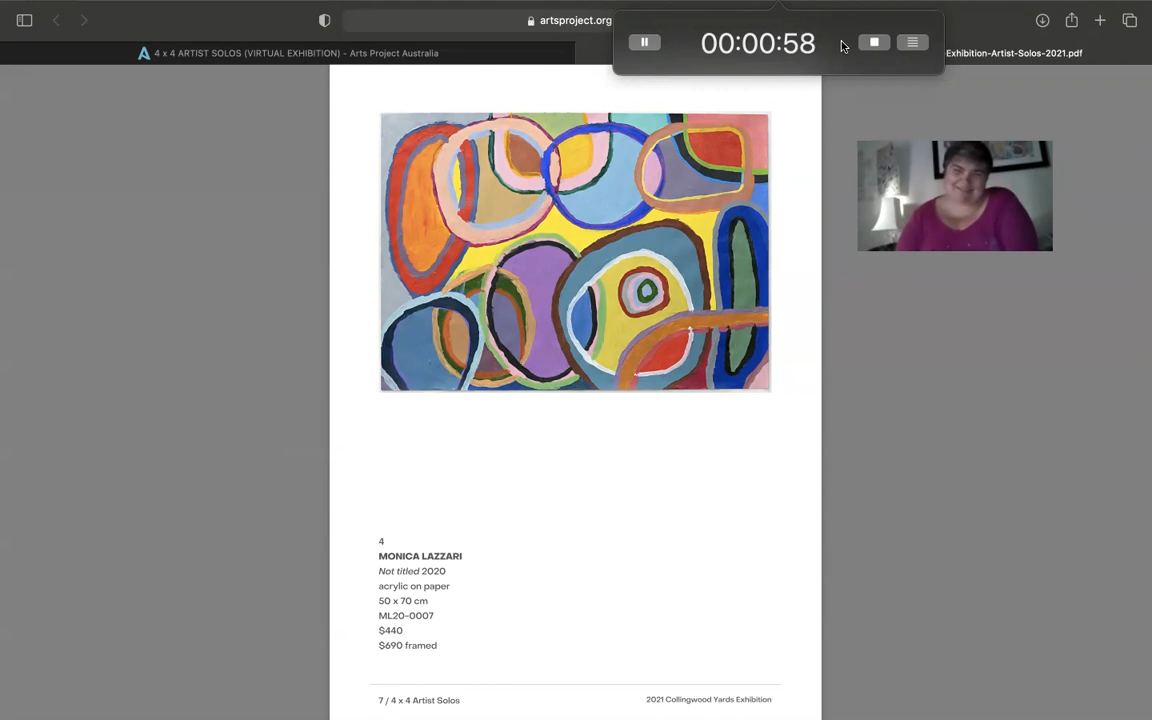 artsproject.org
00:00:58
4 x 4 ARTIST SOLOS (VIRTUAL EXHIBITION) – Arts Project Australia
Exhibition-Artist-Solos-2021.pdf
4
MONICA LAZZARI
Not titled 2020
acrylic on paper
50 x 70 cm
ML20-0007
$440
$690 framed
7 / 4 x 4 Artist Solos
2021 Collingwood Yards Exhibition